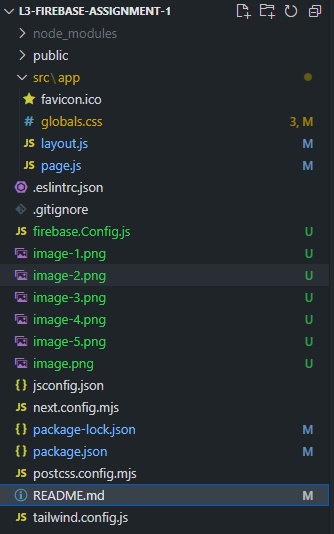 L3-FIREBASE-ASSIGNMENT-1
node_modules
public
src\app
favicon.ico
# globals.css 3, M
JS layout.js M
JS page.js M
.eslintrc.json
.gitignore
JS firebase.Config.js U
image-1.png U
image-2.png U
image-3.png U
image-4.png U
image-5.png U
image.png U
{} jsconfig.json
JS next.config.mjs
{} package-lock.json M
{} package.json M
JS postcss.config.mjs
README.md M
JS tailwind.config.js